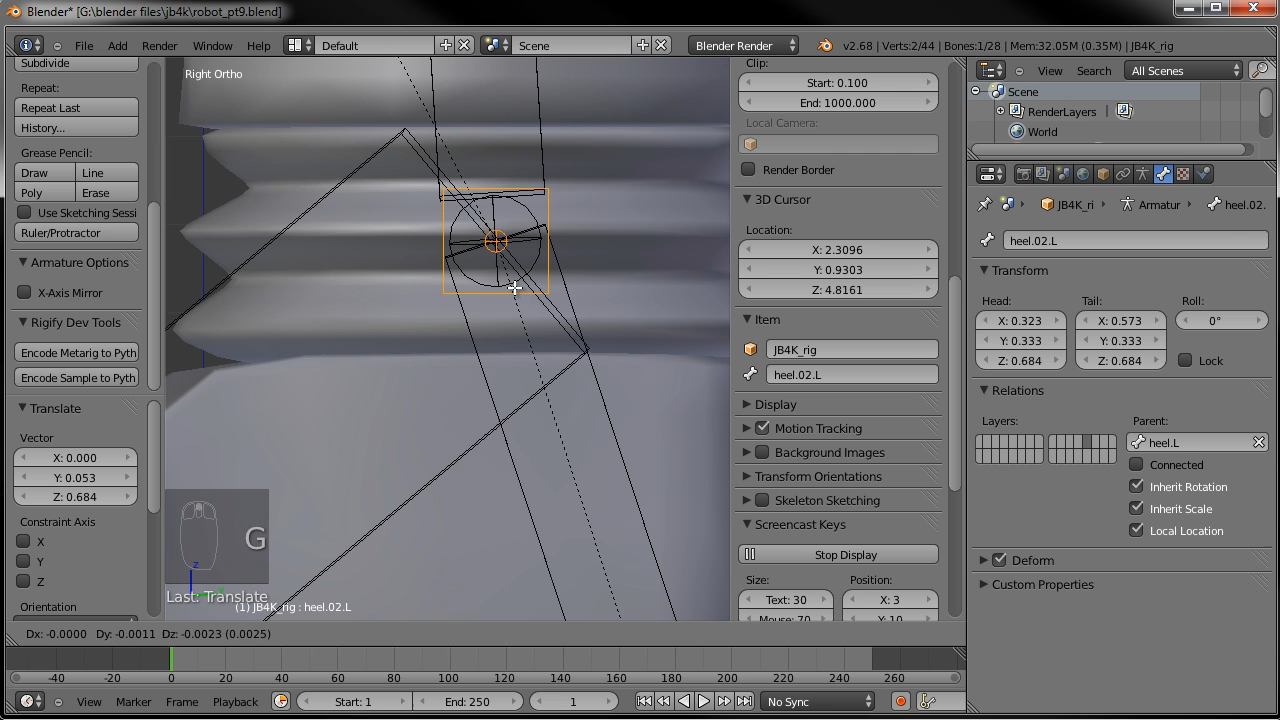 Blender* [G:\blender files\jb4k\robot_pt9.blend]
File Add Render Window Help Default Scene Blender Render v2.68 | Verts:2/44 | Bones:1/28 | Mem:32.05M (0.35M) | JB4K_rig
Subdivide
Repeat:
Repeat Last
History...
Grease Pencil:
Draw Line
Poly Erase
Use Sketching Sessi
Ruler/Protractor
Armature Options
X-Axis Mirror
Rigify Dev Tools
Encode Metarig to Pyth
Encode Sample to Pyth
Translate
Vector
X: 0.000
Y: 0.053
Z: 0.684
Constraint Axis
X
Y
Z
Orientation
Right Ortho
G
z
Last: Translate
(1) JB4K_rig : heel.02.L
Dx: -0.0000 Dy: -0.0011 Dz: -0.0023 (0.0025)
Clip:
Start: 0.100
End: 1000.000
Local Camera:
Render Border
3D Cursor
Location:
X: 2.3096
Y: 0.9303
Z: 4.8161
Item
JB4K_rig
heel.02.L
Display
Motion Tracking
Background Images
Transform Orientations
Skeleton Sketching
Screencast Keys
Stop Display
Size: Position:
Text: 30 X: 3
Mouse: 70 Y: 10
View Search All Scenes
Scene
RenderLayers
World
JB4K_ri Armatur heel.02.
heel.02.L
Transform
Head: Tail: Roll:
X: 0.323 X: 0.573 0°
Y: 0.333 Y: 0.333
Z: 0.684 Z: 0.684 Lock
Relations
Layers: Parent:
heel.L
Connected
Inherit Rotation
Inherit Scale
Local Location
Deform
Custom Properties
-40 -20 0 20 40 60 80 100 120 140 160 180 200 220 240 260
View Marker Frame Playback Start: 1 End: 250 1 No Sync